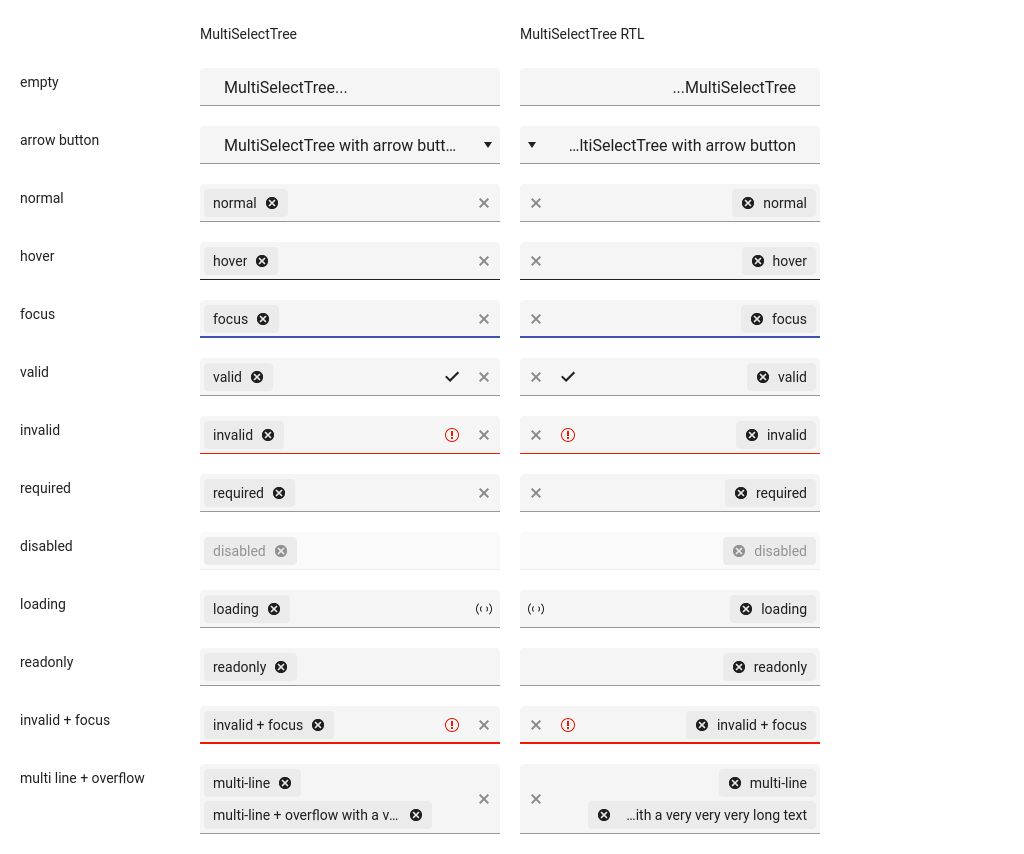 MultiSelectTree MultiSelectTree RTL
empty MultiSelectTree... ...MultiSelectTree
arrow button MultiSelectTree with arrow butt... ...ltiSelectTree with arrow button
normal normal normal
hover hover hover
focus focus focus
valid valid valid
invalid invalid invalid
required required required
disabled disabled disabled
loading loading loading
readonly readonly readonly
invalid + focus invalid + focus invalid + focus
multi line + overflow multi-line multi-line
multi-line + overflow with a v... ...ith a very very very long text